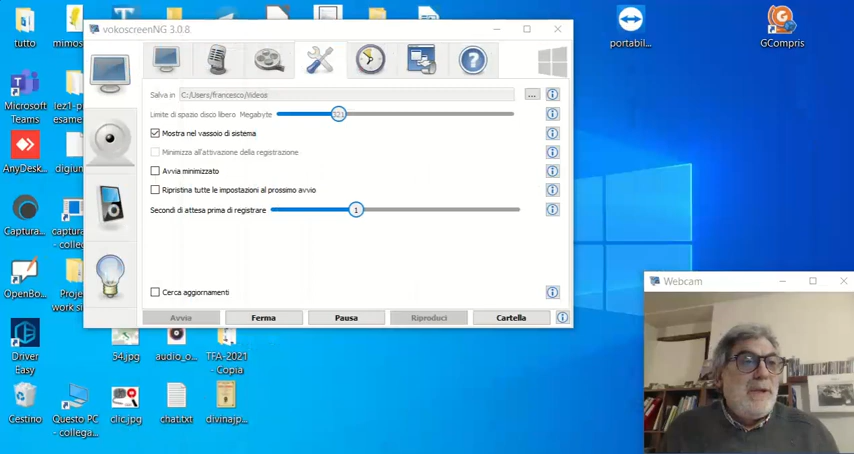 tutto
mimos
portabil...
GCompris
vokoscreenNG 3.0.8
Salva in C:/Users/francesco/Videos
...
Limite di spazio disco libero Megabyte
321
Mostra nel vassoio di sistema
Minimizza all'attivazione della registrazione
Avvia minimizzato
Ripristina tutte le impostazioni al prossimo avvio
Secondi di attesa prima di registrare
1
Cerca aggiornamenti
Avvia
Ferma
Pausa
Riproduci
Cartella
Microsoft
Teams
lez1-p
esame
AnyDesk...
digiun
Captura...
- colleg
OpenBo...
Proje
work si
Driver
Easy
54.jpg
audio_o...
TFA-2021
- Copia
Cestino
Questo PC
- collega...
clic.jpg
chat.txt
divinajp...
Webcam